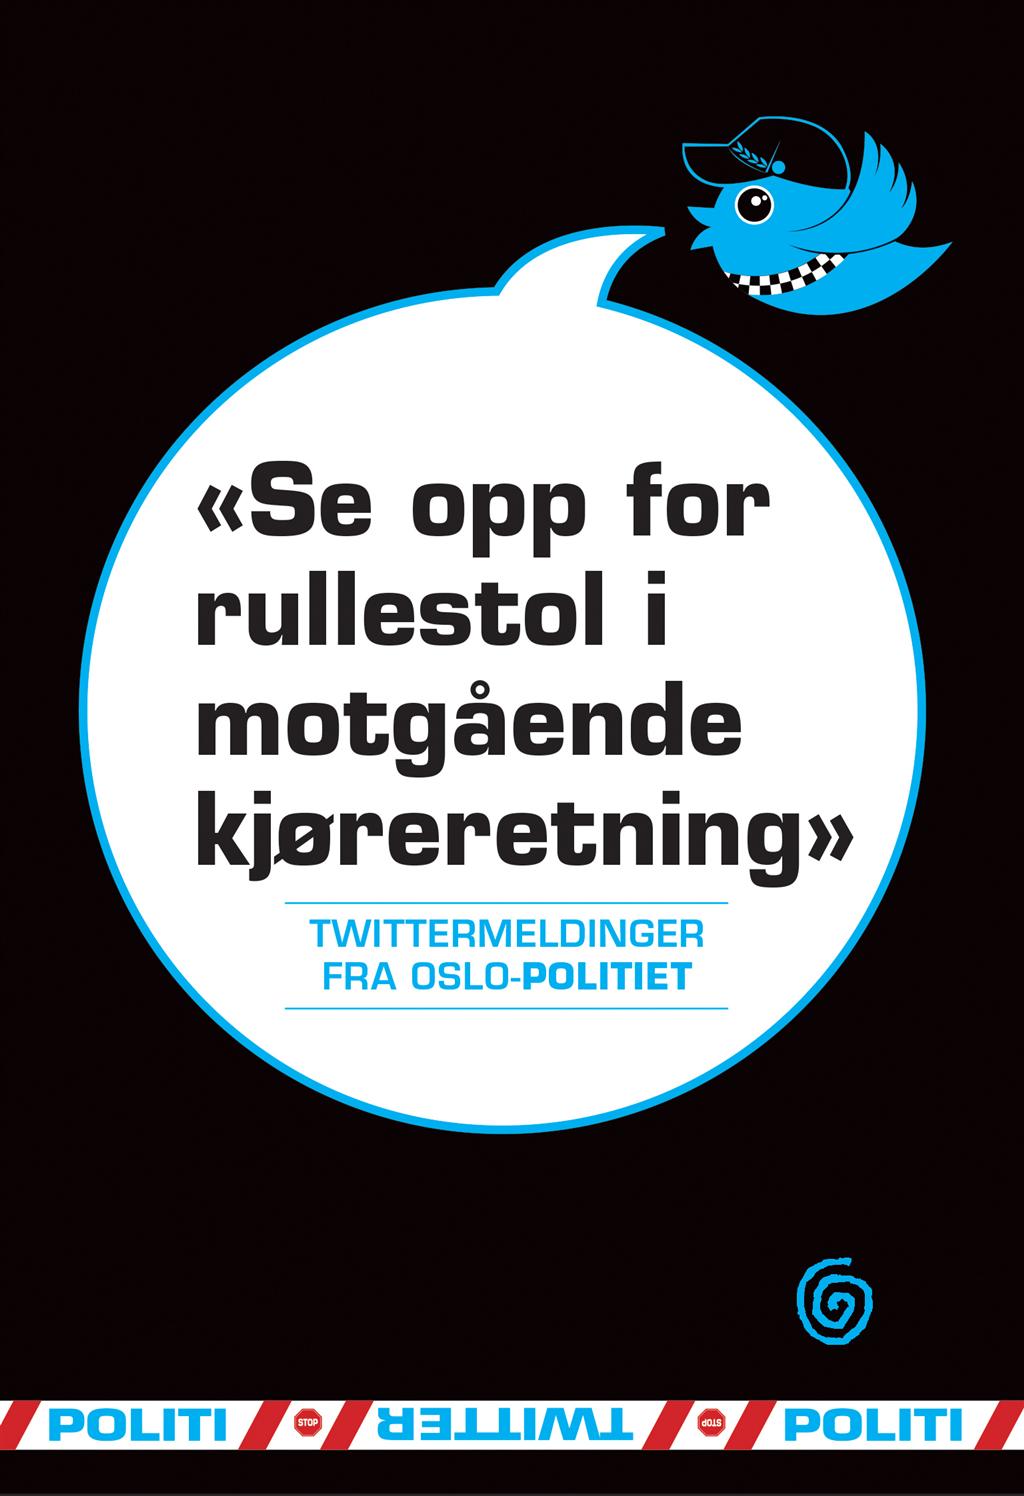 «Se opp for
rullestol i
motgående
kjøreretning»
TWITTERMELDINGER
FRA OSLO-POLITIET
POLITI STOP TWITTER STOP POLITI